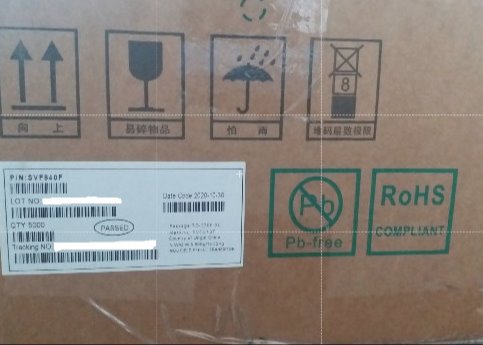 8
向 上
易碎物品
怕 雨
堆码层数极限
P/N:SVF840F
LOT NO:
Date Code:2020-10-30
QTY:5000
PASSED
Tracking NO:
Pb
Pb-free
RoHS
COMPLIANT